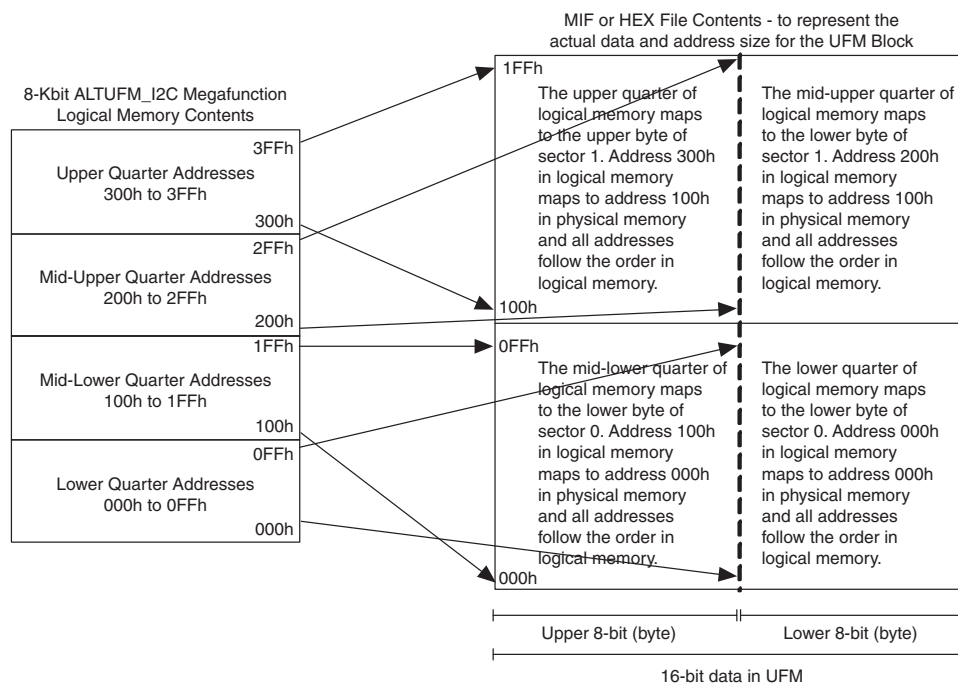 MIF or HEX File Contents - to represent the
actual data and address size for the UFM Block
8-Kbit ALTUFM_I2C Megafunction
Logical Memory Contents
3FFh
Upper Quarter Addresses
300h to 3FFh
300h
2FFh
Mid-Upper Quarter Addresses
200h to 2FFh
200h
1FFh
Mid-Lower Quarter Addresses
100h to 1FFh
100h
0FFh
Lower Quarter Addresses
000h to 0FFh
000h
1FFh
The upper quarter of
logical memory maps
to the upper byte of
sector 1. Address 300h
in logical memory
maps to address 100h
in physical memory
and all addresses
follow the order in
logical memory.
100h
The mid-upper quarter of
logical memory maps
to the lower byte of
sector 1. Address 200h
in logical memory
maps to address 100h
in physical memory
and all addresses
follow the order in
logical memory.
0FFh
The mid-lower quarter of
logical memory maps
to the lower byte of
sector 0. Address 100h
in logical memory
maps to address 000h
in physical memory
and all addresses
follow the order in
logical memory.
000h
The lower quarter of
logical memory maps
to the lower byte of
sector 0. Address 000h
in logical memory
maps to address 000h
in physical memory
and all addresses
follow the order in
logical memory.
Upper 8-bit (byte)
Lower 8-bit (byte)
16-bit data in UFM